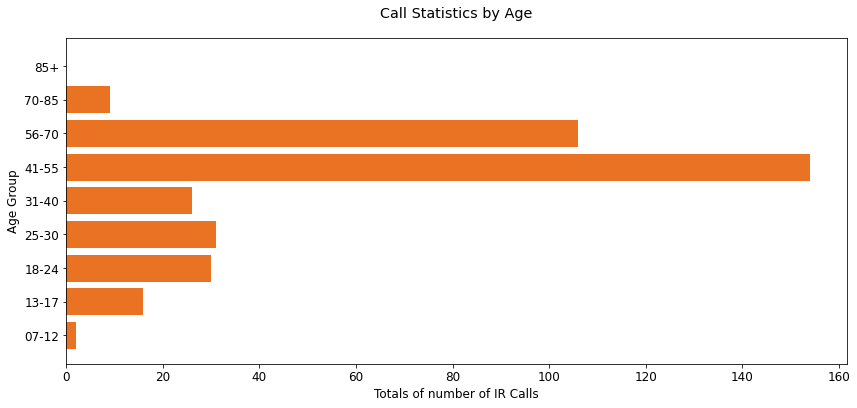 Call Statistics by Age
Age Group
85+
70-85
56-70
41-55
31-40
25-30
18-24
13-17
07-12
0 20 40 60 80 100 120 140 160
Totals of number of IR Calls